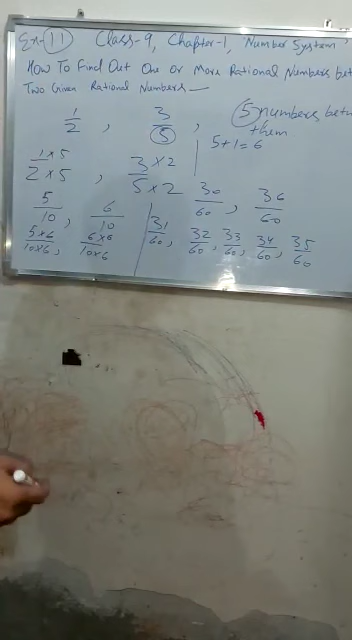 Ex-11 Class-9, Chapter-1, Number System
How To Find Out One or More Rational Numbers bet
Two Given Rational Numbers —
1/2 , 3/5 , 5 numbers betw
them
5+1=6
1×5/2×5 , 3×2/5×2
5/10 , 6/10
30/60 , 36/60
5×6/10×6 , 6×6/10×6
31/60, 32/60, 33/60, 34/60, 35/60